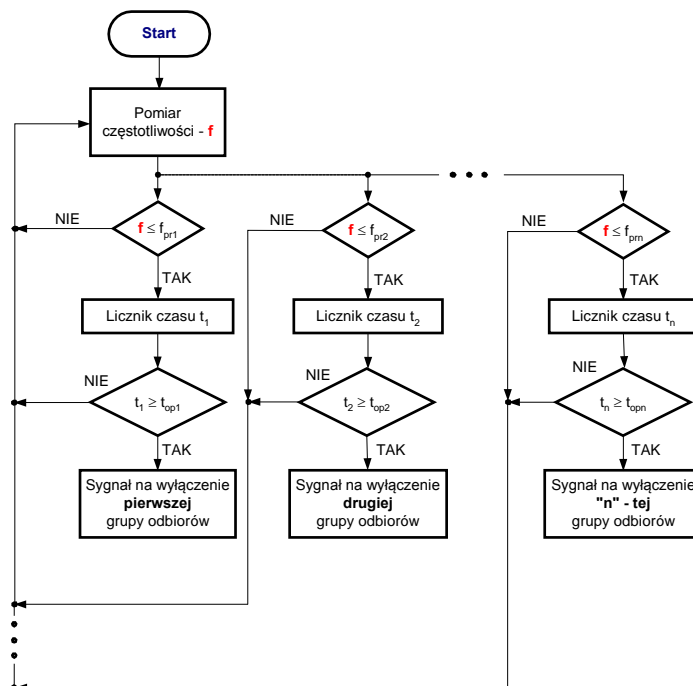 Start
Pomiar
częstotliwości - f
NIE
f ≤ fpr1
TAK
Licznik czasu t1
NIE
t1 ≥ top1
TAK
Sygnał na wyłączenie
pierwszej
grupy odbiorów
NIE
f ≤ fpr2
TAK
Licznik czasu t2
NIE
t2 ≥ top2
TAK
Sygnał na wyłączenie
drugiej
grupy odbiorów
NIE
f ≤ fprn
TAK
Licznik czasu tn
NIE
tn ≥ topn
TAK
Sygnał na wyłączenie
"n" - tej
grupy odbiorów